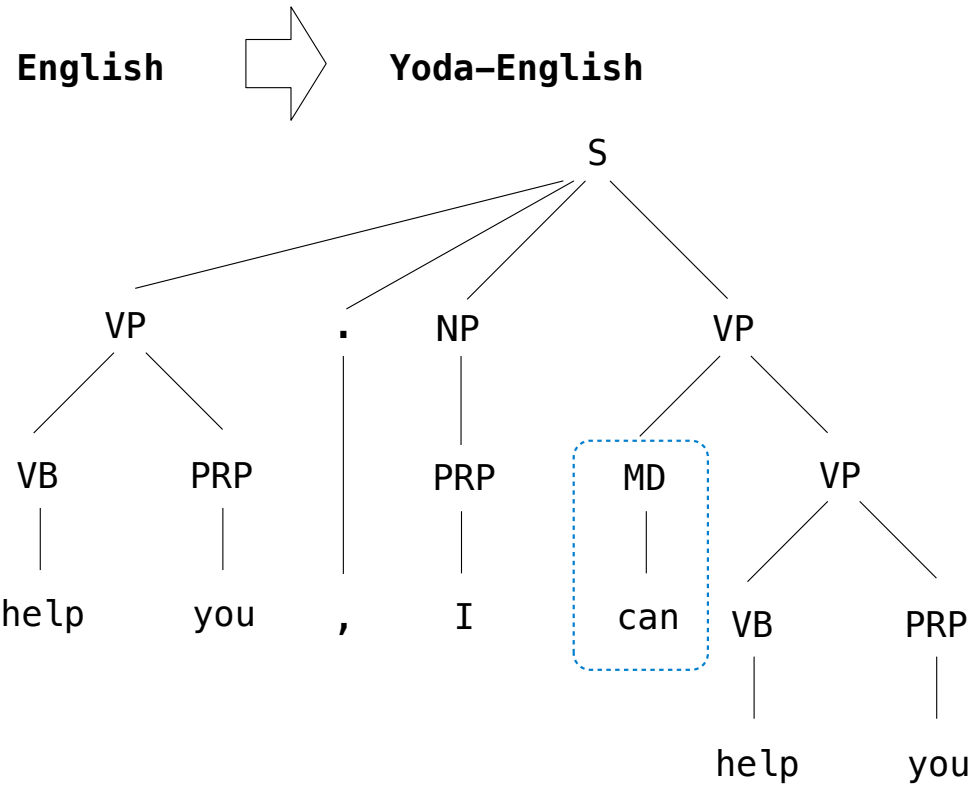 English Yoda–English
S
VP . NP VP
VB PRP PRP MD VP
help you , I can VB PRP
help you